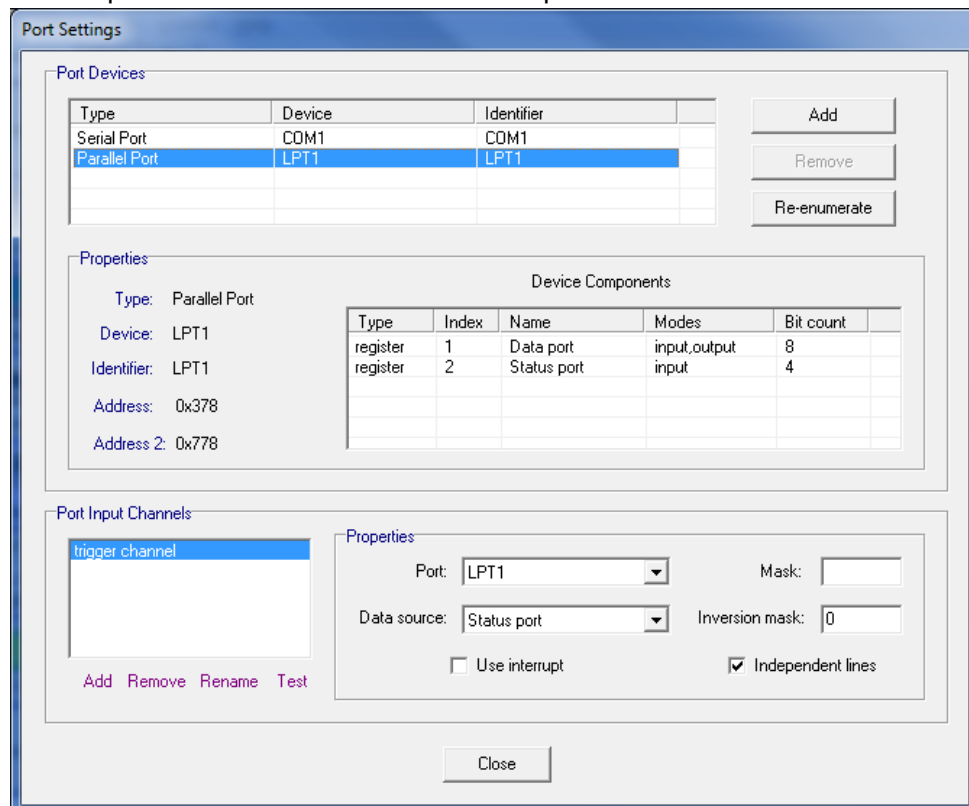 Port Settings
Port Devices
Type Device Identifier
Serial Port COM1 COM1
Parallel Port LPT1 LPT1
Add
Remove
Re-enumerate
Properties
Type: Parallel Port
Device: LPT1
Identifier: LPT1
Address: 0x378
Address 2: 0x778
Device Components
Type Index Name Modes Bit count
register 1 Data port input,output 8
register 2 Status port input 4
Port Input Channels
trigger channel
Add Remove Rename Test
Properties
Port: LPT1 Mask:
Data source: Status port Inversion mask: 0
Use interrupt Independent lines
Close